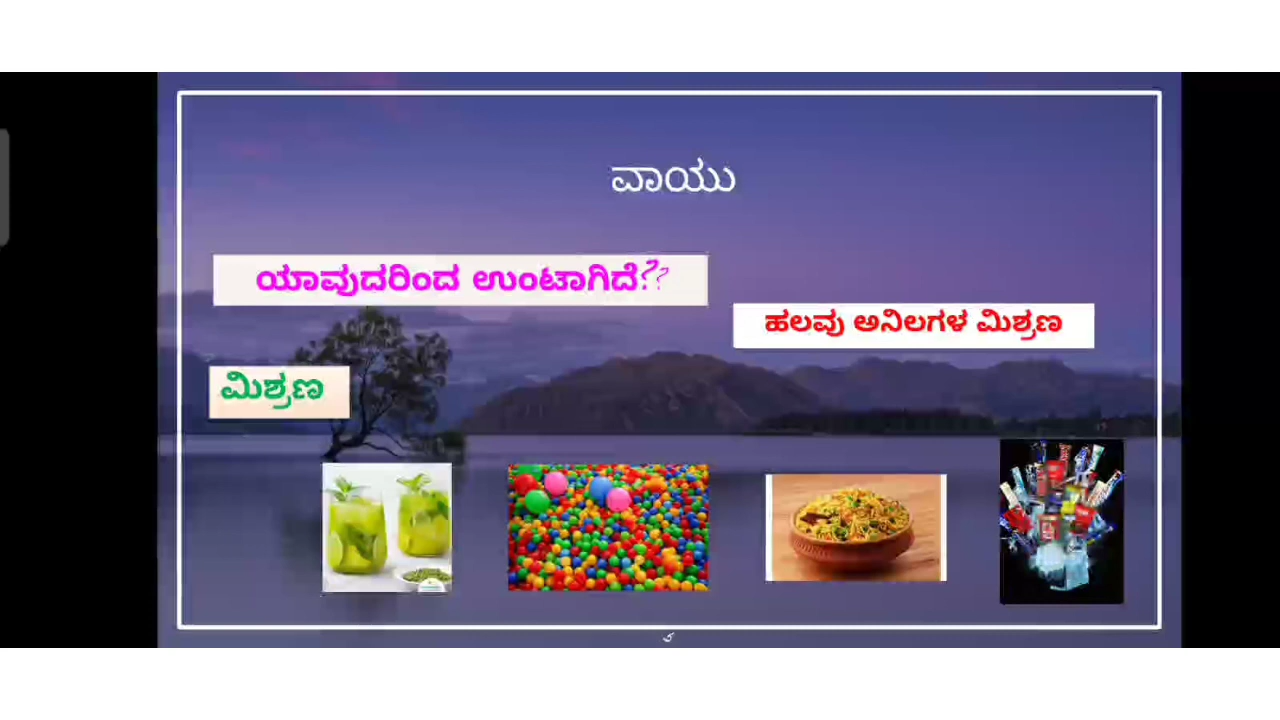 ವಾಯು
ಯಾವುದರಿಂದ ಉಂಟಾಗಿದೆ??
ಹಲವು ಅನಿಲಗಳ ಮಿಶ್ರಣ
ಮಿಶ್ರಣ